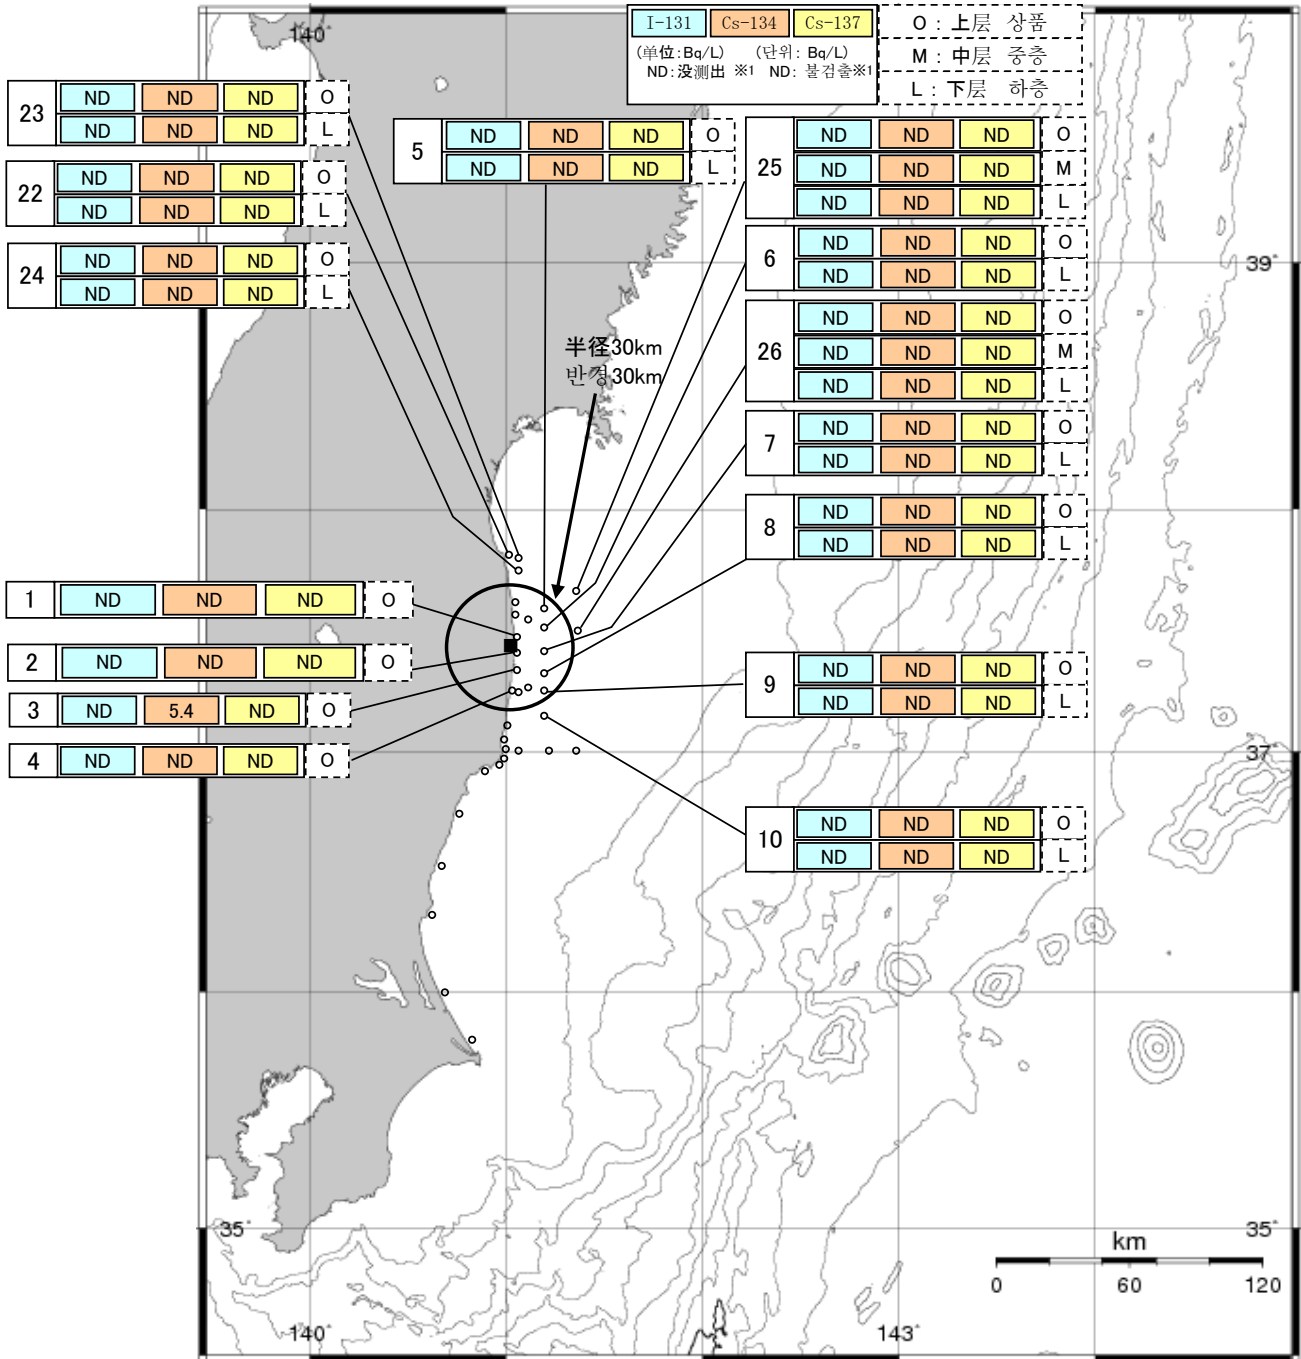 140°
I-131 Cs-134 Cs-137
(単位:Bq/L) (단위: Bq/L)
ND:没測出 ※1 ND: 불검출※1
O : 上层 상품
M : 中层 중층
L : 下层 하층
23 ND ND ND O
ND ND ND L
22 ND ND ND O
ND ND ND L
24 ND ND ND O
ND ND ND L
5 ND ND ND O
ND ND ND L
25 ND ND ND O
ND ND ND M
ND ND ND L
6 ND ND ND O
ND ND ND L
39°
26 ND ND ND O
ND ND ND M
ND ND ND L
半径30km
반경30km
7 ND ND ND O
ND ND ND L
8 ND ND ND O
ND ND ND L
1 ND ND ND O
2 ND ND ND O
3 ND 5.4 ND O
4 ND ND ND O
9 ND ND ND O
ND ND ND L
37°
10 ND ND ND O
ND ND ND L
35°
35°
km
0 60 120
140°
143°